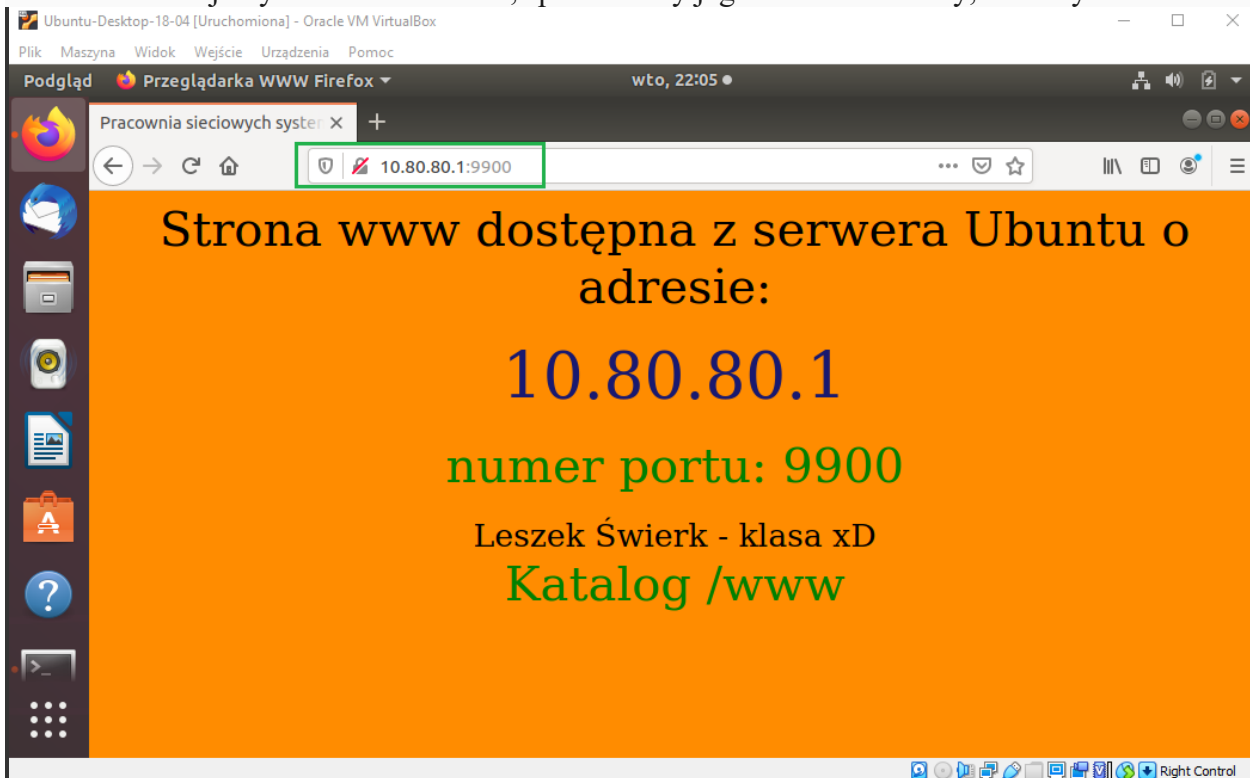 Ubuntu-Desktop-18-04 [Uruchomiona] - Oracle VM VirtualBox
Plik Maszyna Widok Wejście Urządzenia Pomoc
Podgląd Przeglądarka WWW Firefox wto, 22:05
Pracownia sieciowych syster
10.80.80.1:9900
Strona www dostępna z serwera Ubuntu o
adresie:
10.80.80.1
numer portu: 9900
Leszek Świerk - klasa xD
Katalog /www
Right Control